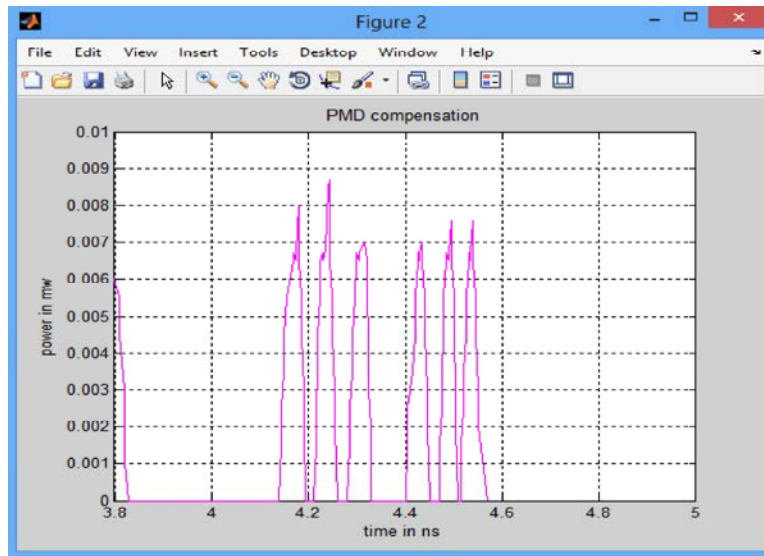 Figure 2
File Edit View Insert Tools Desktop Window Help
PMD compensation
0.01
0.009
0.008
0.007
0.006
0.005
0.004
0.003
0.002
0.001
0
power in mw
3.8 4 4.2 4.4 4.6 4.8 5
time in ns